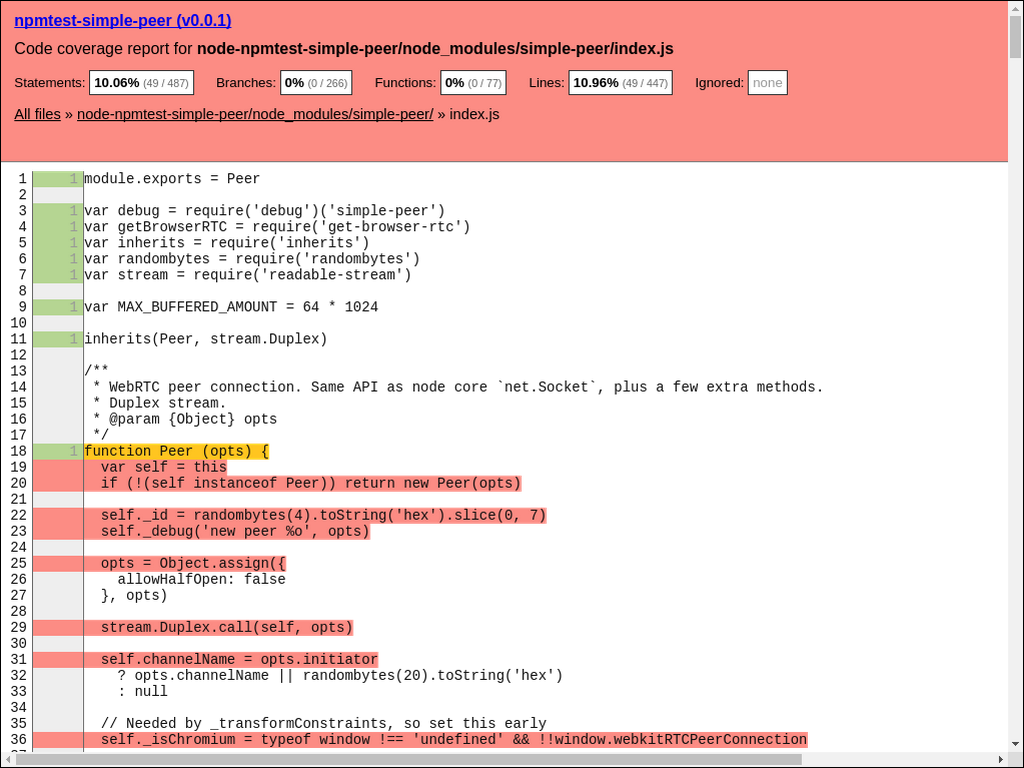 npmtest-simple-peer (v0.0.1)
Code coverage report for node-npmtest-simple-peer/node_modules/simple-peer/index.js
Statements: 10.06% (49 / 487) Branches: 0% (0 / 266) Functions: 0% (0 / 77) Lines: 10.96% (49 / 447) Ignored: none
All files » node-npmtest-simple-peer/node_modules/simple-peer/ » index.js
1 1 module.exports = Peer
2
3 1 var debug = require('debug')('simple-peer')
4 1 var getBrowserRTC = require('get-browser-rtc')
5 1 var inherits = require('inherits')
6 1 var randombytes = require('randombytes')
7 1 var stream = require('readable-stream')
8
9 1 var MAX_BUFFERED_AMOUNT = 64 * 1024
10
11 1 inherits(Peer, stream.Duplex)
12
13 /**
14 * WebRTC peer connection. Same API as node core `net.Socket`, plus a few extra methods.
15 * Duplex stream.
16 * @param {Object} opts
17 */
18 1 function Peer (opts) {
19 var self = this
20 if (!(self instanceof Peer)) return new Peer(opts)
21
22 self._id = randombytes(4).toString('hex').slice(0, 7)
23 self._debug('new peer %o', opts)
24
25 opts = Object.assign({
26 allowHalfOpen: false
27 }, opts)
28
29 stream.Duplex.call(self, opts)
30
31 self.channelName = opts.initiator
32 ? opts.channelName || randombytes(20).toString('hex')
33 : null
34
35 // Needed by _transformConstraints, so set this early
36 self._isChromium = typeof window !== 'undefined' && !!window.webkitRTCPeerConnection